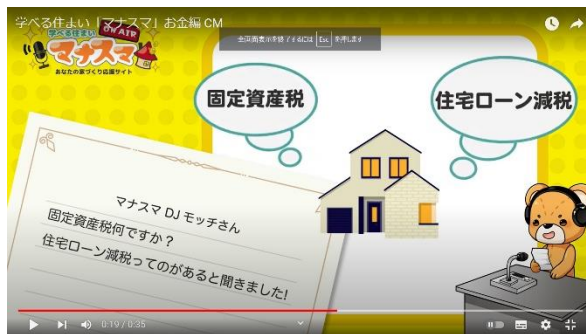 学べる住まい「マナスマ」お金編 CM
全画面表示を終了するには Esc を押します
学べる住まい
ON AIR
マナスマ
あなたの家づくり応援サイト
固定資産税
住宅ローン減税
マナスマ DJ モッチさん
固定資産税何ですか？
住宅ローン減税ってのがあると聞きました!
0:19 / 0:35